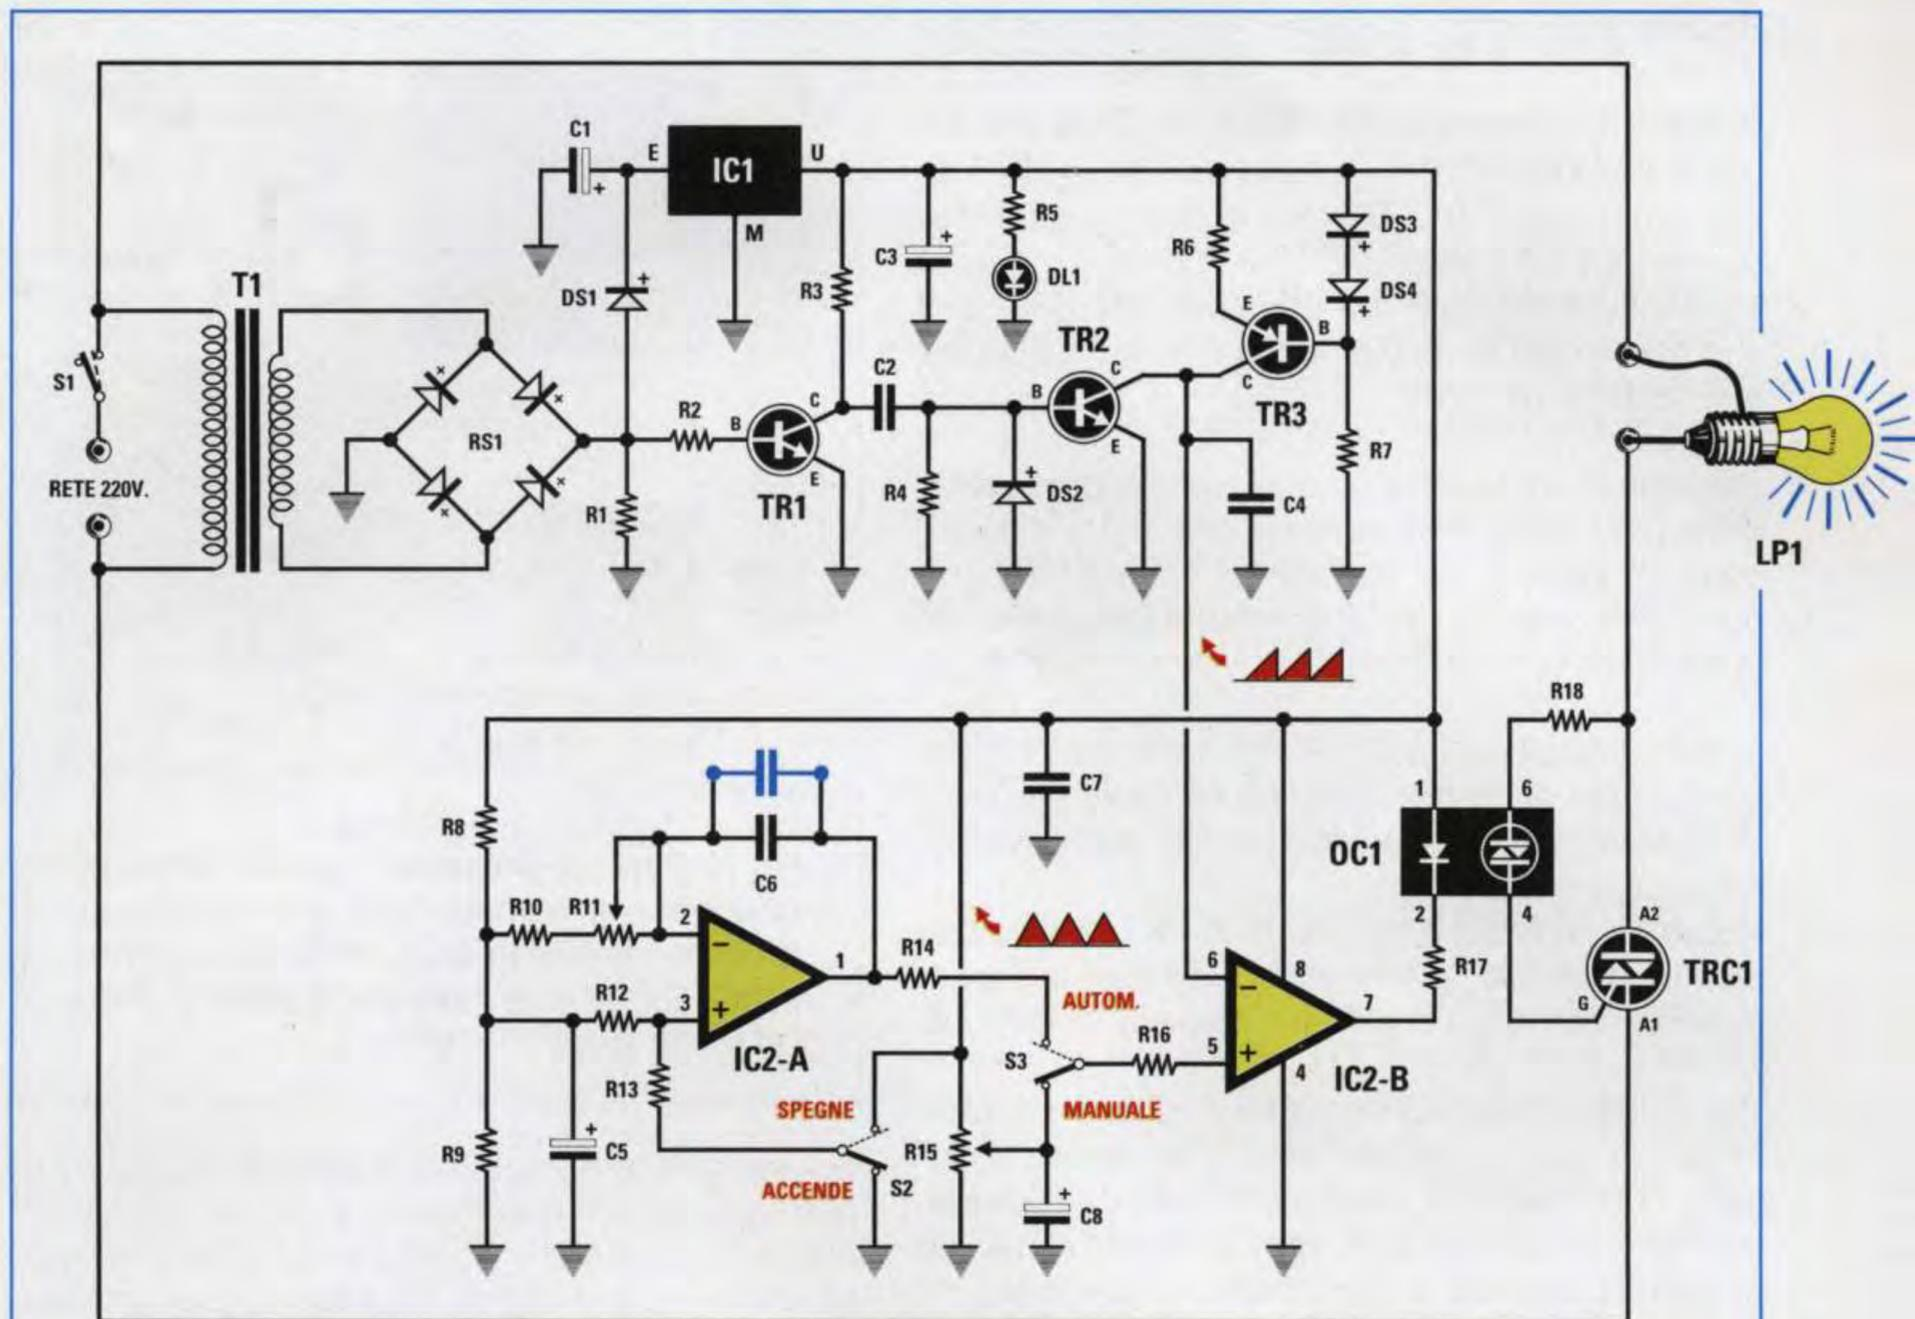 C1
E
IC1
U
M
+
R5
DL1
C3
+
R6
DS3
+
DS4
+
T1
DS1
+
R3
E
B
C
TR3
TR2
C2
B
C
E
S1
RETE 220V.
RS1
R2
B
C
E
TR1
R1
R4
+
DS2
C4
R7
LP1
R18
C7
R8
C6
1
6
OC1
2
4
R10
R11
2
−
3
+
1
IC2-A
R12
R13
R14
AUTOM.
S3
MANUALE
R16
6
−
5
+
8
7
4
IC2-B
R17
A2
G
A1
TRC1
SPEGNE
ACCENDE
S2
R15
R9
+
C5
+
C8